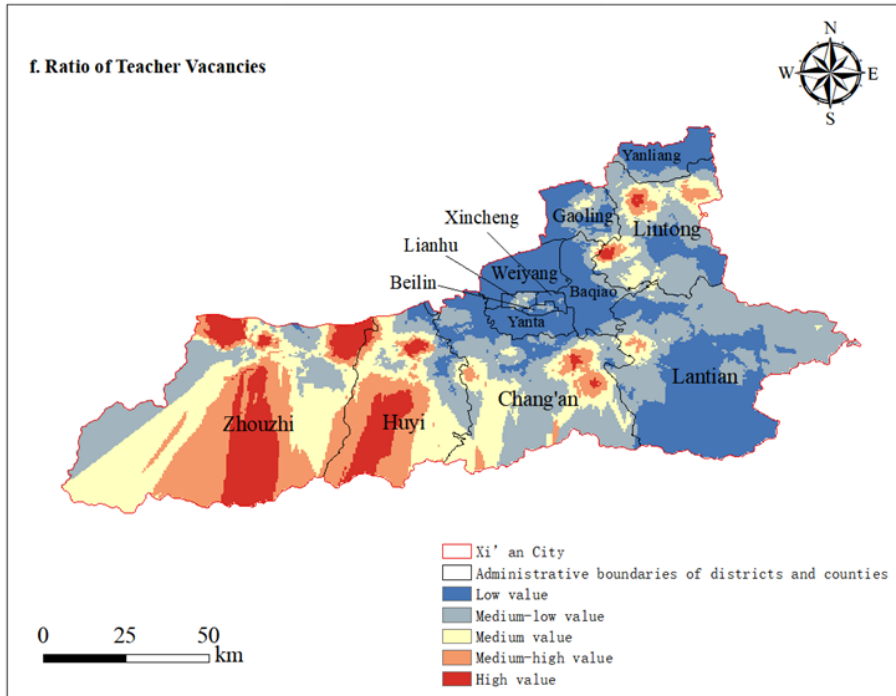 f. Ratio of Teacher Vacancies
N
W E
S
Yanliang
Gaoling
Xincheng
Lintong
Lianhu
Weiyang
Beilin
Baqiao
Yanta
Lantian
Chang'an
Zhouzhi
Huyi
Xi’an City
Administrative boundaries of districts and counties
Low value
Medium-low value
Medium value
Medium-high value
High value
0 25 50
km